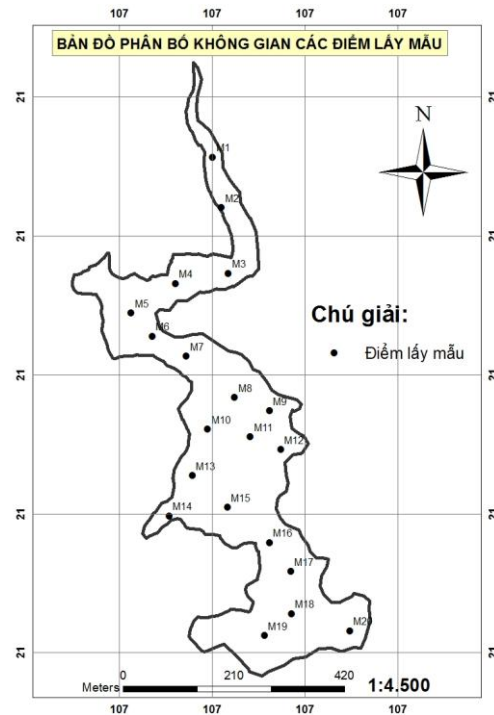 107 107 107 107
BẢN ĐỒ PHÂN BỐ KHÔNG GIAN CÁC ĐIỂM LẤY MẪU
21 21
N
M1
M2
21 21
M3
M4
M5
Chú giải:
M6
Điểm lấy mẫu
M7
21 21
M8
M9
M10
M11
M12
M13
M15
M14
21 21
M16
M17
M18
M19
M20
21 21
0 210 420
Meters 1:4.500
107 107 107 107